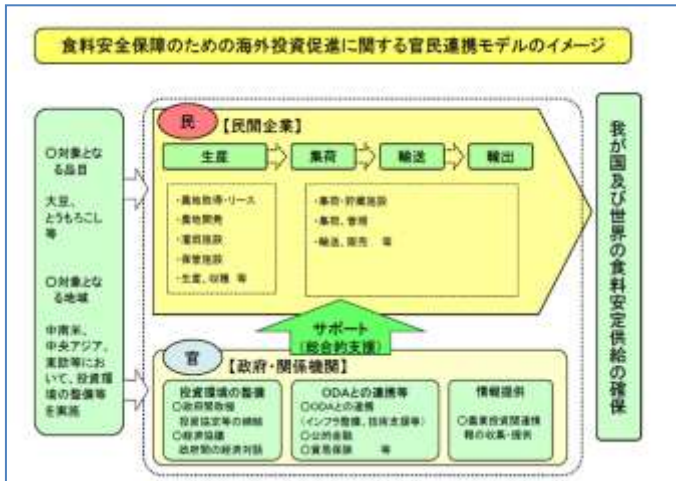 食料安全保障のための海外投資促進に関する官民連携モデルのイメージ
○対象とな
る品目
大豆、
とうもろこし
等
○対象とな
る地域
中南米、
中央アジア、
東欧等にお
いて、投資環
境の整備等
を実施
民
【民間企業】
生産
集荷
輸送
輸出
・農地取得・リース
・農地開発
・灌漑施設
・保管施設
・生産、収穫 等
・集荷・貯蔵施設
・集荷、管理
・輸送、販売 等
サポート
(総合的支援)
官
【政府・関係機関】
投資環境の整備
○政府間取極
投資協定等の締結
○経済協議
政府間の経済対話
ODAとの連携等
○ODAとの連携
(インフラ整備、技術支援等)
○公的金融
○貿易保険 等
情報提供
○農業投資関連情
報の収集・提供
我が国及び世界の食料安定供給の確保